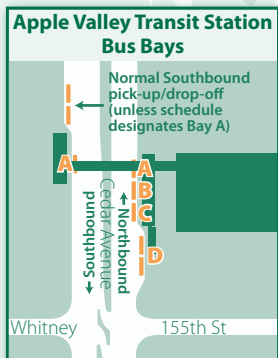 Apple Valley Transit Station
Bus Bays
Normal Southbound
pick-up/drop-off
(unless schedule
designates Bay A)
A
A
B
C
D
Southbound
Cedar Avenue
Northbound
Whitney
155th St